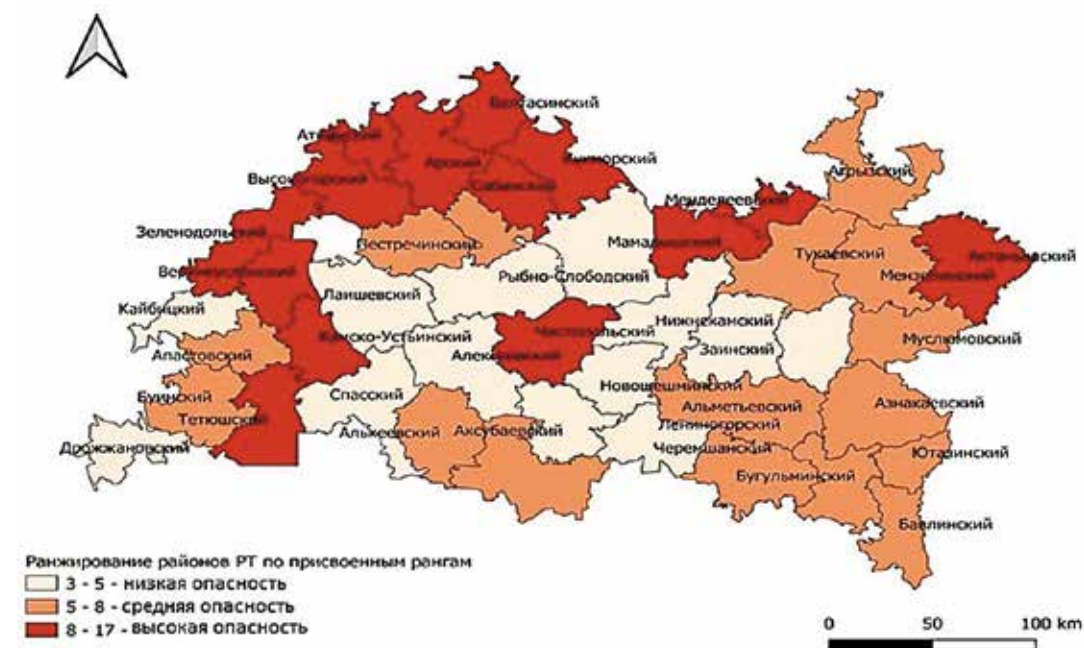 Балтасинский
Атнинский
Арский
Кукморский
Высокогорский
Сабинский
Агрызский
Менделеевский
Зеленодольский
Пестречинский
Мамадышский
Тукаевский
Актанышский
Верхнеуслонский
Рыбно-Слободский
Мензелинский
Лаишевский
Кайбицкий
Нижнекамский
Чистопольский
Камско-Устьинский
Муслюмовский
Апастовский
Алексеевский
Заинский
Новошешминский
Буинский
Спасский
Альметьевский
Азнакаевский
Тетюшский
Лениногорский
Алькеевский
Аксубаевский
Дрожжановский
Черемшанский
Ютазинский
Бугульминский
Бавлинский
Ранжирование районов РТ по присвоенным рангам
3 - 5 - низкая опасность
5 - 8 - средняя опасность
8 - 17 - высокая опасность
0 50 100 km